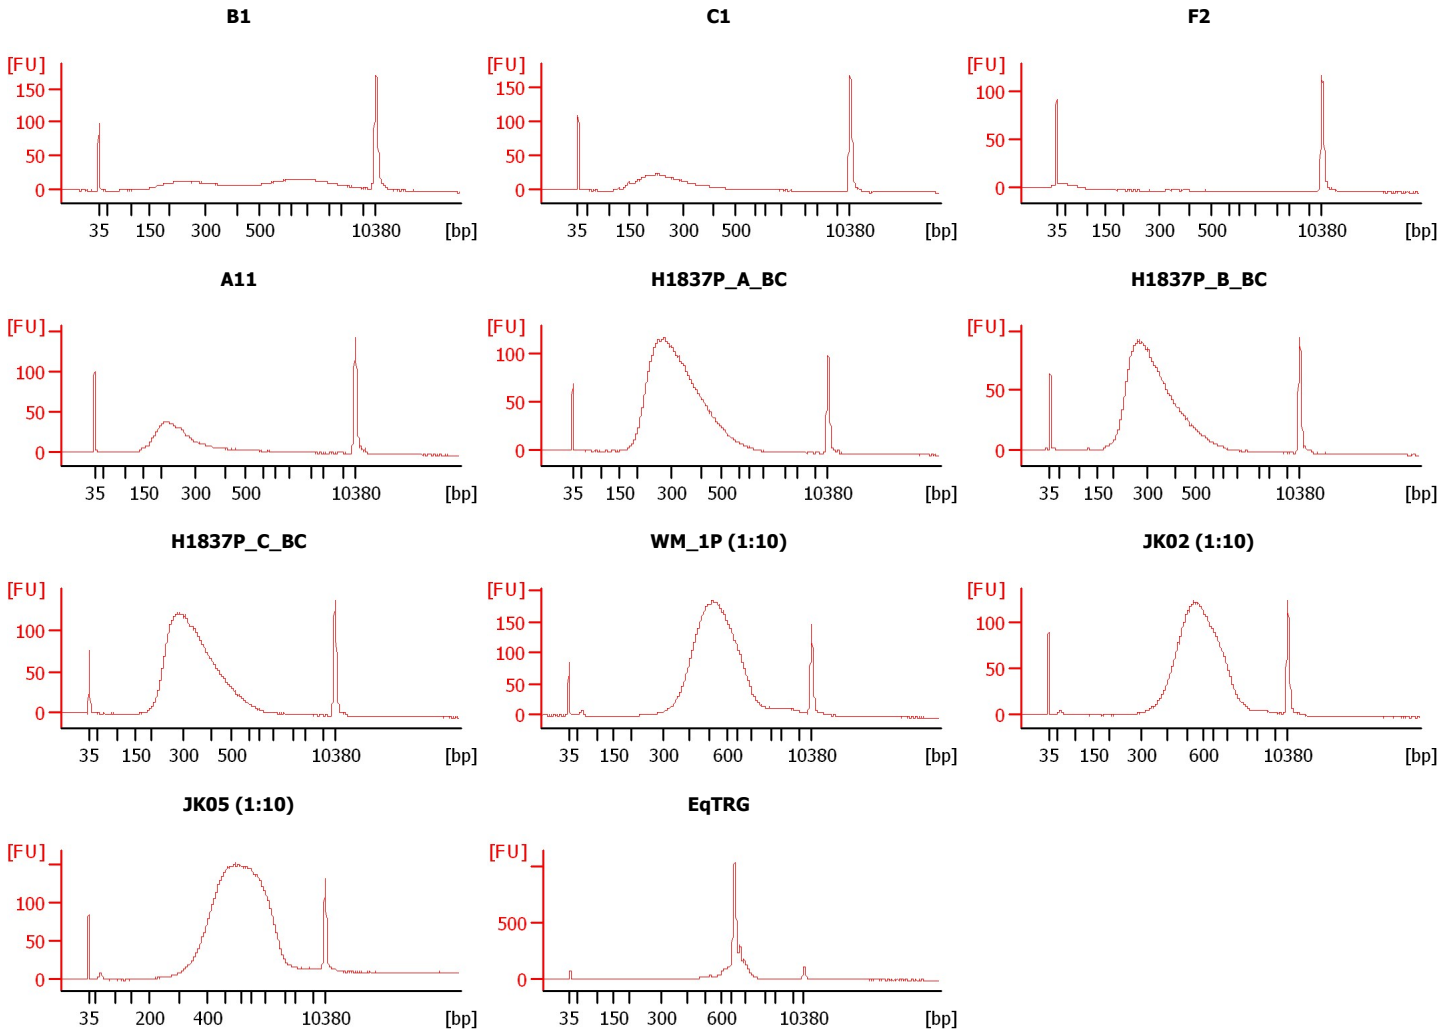 B1
[FU]
150
100
50
0
35 150 300 500 10380 [bp]
C1
[FU]
150
100
50
0
35 150 300 500 10380 [bp]
F2
[FU]
100
50
0
35 150 300 500 10380 [bp]
A11
[FU]
100
50
0
35 150 300 500 10380 [bp]
H1837P_A_BC
[FU]
100
50
0
35 150 300 500 10380 [bp]
H1837P_B_BC
[FU]
50
0
35 150 300 500 10380 [bp]
H1837P_C_BC
[FU]
100
50
0
35 150 300 500 10380 [bp]
WM_1P (1:10)
[FU]
150
100
50
0
35 150 300 600 10380 [bp]
JK02 (1:10)
[FU]
100
50
0
35 150 300 600 10380 [bp]
JK05 (1:10)
[FU]
100
50
0
35 200 400 10380 [bp]
EqTRG
[FU]
500
0
35 150 300 600 10380 [bp]